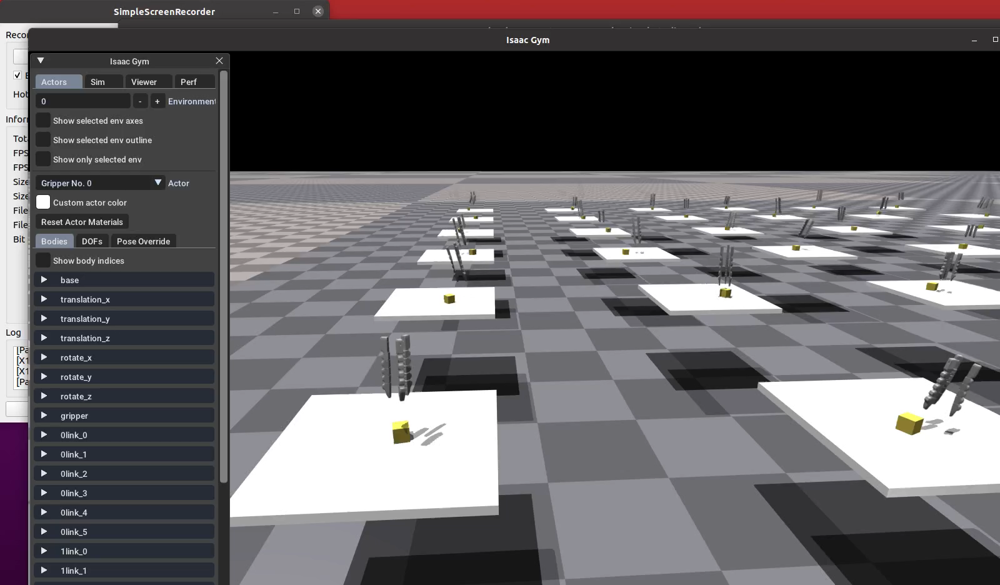 SimpleScreenRecorder
Isaac Gym
Isaac Gym
Actors Sim Viewer Perf
0 - + Environment
Show selected env axes
Show selected env outline
Show only selected env
Gripper No. 0 Actor
Custom actor color
Reset Actor Materials
Bodies DOFs Pose Override
Show body indices
base
translation_x
translation_y
translation_z
rotate_x
rotate_y
rotate_z
gripper
0link_0
0link_1
0link_2
0link_3
0link_4
0link_5
1link_0
1link_1
Recor
E
Hot
Infor
Tota
FPS
FPS
Size
Size
File
File
Bit
Log
[Pa
[X1
[X1
[Pa